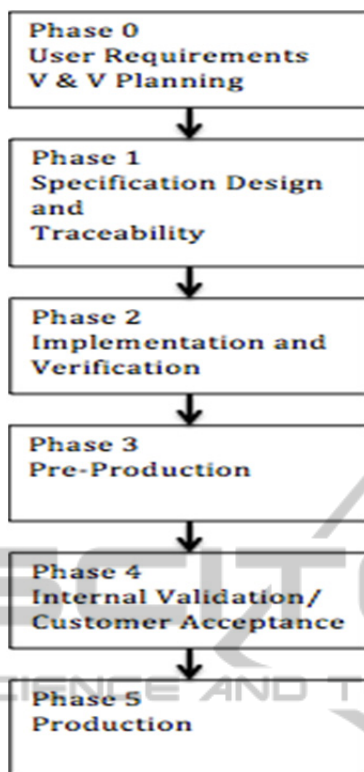 Phase 0
User Requirements
V & V Planning
Phase 1
Specification Design
and
Traceability
Phase 2
Implementation and
Verification
Phase 3
Pre-Production
Phase 4
Internal Validation/
Customer Acceptance
Phase 5
Production